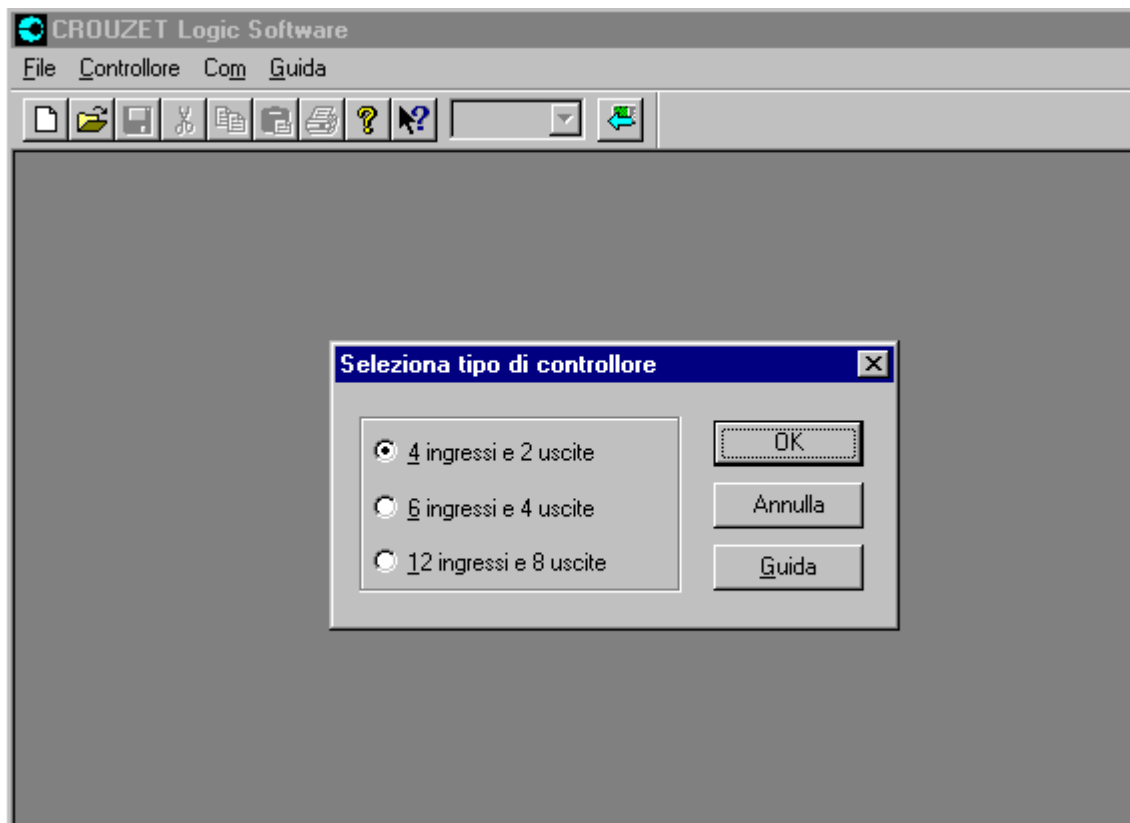 CROUZET Logic Software
File Controllore Com Guida
Seleziona tipo di controllore
4 ingressi e 2 uscite
6 ingressi e 4 uscite
12 ingressi e 8 uscite
OK
Annulla
Guida